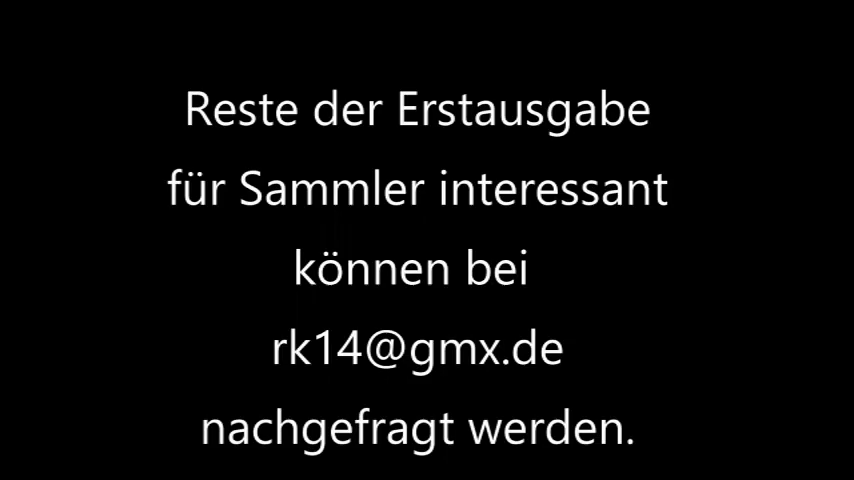 Reste der Erstausgabe
für Sammler interessant
können bei
rk14@gmx.de
nachgefragt werden.